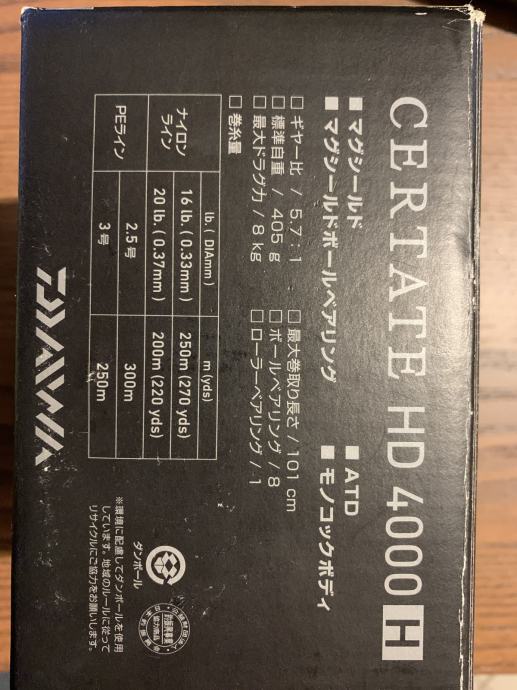 CERTATE HD 4000 H
■ マグシールド ■ ATD
■ マグシールドボールベアリング ■ モノコックボディ
□ ギヤー比 / 5.7:1 □ 最大巻取り長さ / 101 cm
□ 標準自重 / 405 g □ ボールベアリング / 8
□ 最大ドラグ力 / 8 kg □ ローラーベアリング / 1
□ 巻糸量
lb.( DIAmm) m (yds)
ナイロンライン 16 lb.( 0.33mm) 250m (270 yds)
20 lb.( 0.37mm) 200m (220 yds)
PEライン 2.5号 300m
3号 250m
DAIWA
ダンボール
※環境に配慮してダンボールを使用
しています。地域のルールに従って
リサイクルにご協力をお願いします。